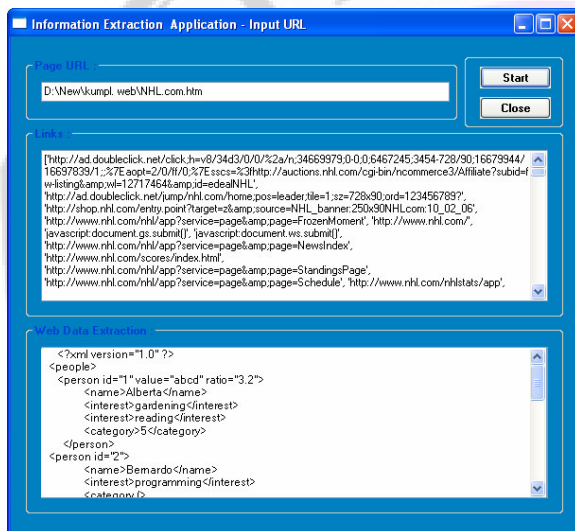 Information Extraction  Application - Input URL
Page URL :
D:\New\kumpl. web\NHL.com.htm
Start
Close
Links :
['http://ad.doubleclick.net/click;h=v8/34d3/0/0/%2a/n;34669979;0-0;0;6467245;3454-728/90;16679944/
16697839/1;;%7Eaopt=2/0/ff/0;%7Esscs=%3fhttp://auctions.nhl.com/cgi-bin/ncommerce3/Affiliate?subid=f
w-listing&amp;wl=12717464&amp;id=edealNHL',
'http://ad.doubleclick.net/jump/nhl.com/home;pos=leader;tile=1;sz=728x90;ord=123456789?',
'http://shop.nhl.com/entry.point?target=z&amp;source=NHL_banner:250x90NHLcom:10_02_06',
'http://www.nhl.com/nhl/app?service=page&amp;page=FrozenMoment', 'http://www.nhl.com/',
'javascript:document.gs.submit()', 'javascript:document.ws.submit()',
'http://www.nhl.com/nhl/app?service=page&amp;page=NewsIndex',
'http://www.nhl.com/scores/index.html',
'http://www.nhl.com/nhl/app?service=page&amp;page=StandingsPage',
'http://www.nhl.com/nhl/app?service=page&amp;page=Schedule', 'http://www.nhl.com/nhlstats/app',
Web Data Extraction :
<?xml version="1.0" ?>
<people>
<person id="1" value="abcd" ratio="3.2">
<name>Alberta</name>
<interest>gardening</interest>
<interest>reading</interest>
<category>5</category>
</person>
<person id="2">
<name>Bernardo</name>
<interest>programming</interest>
<category />